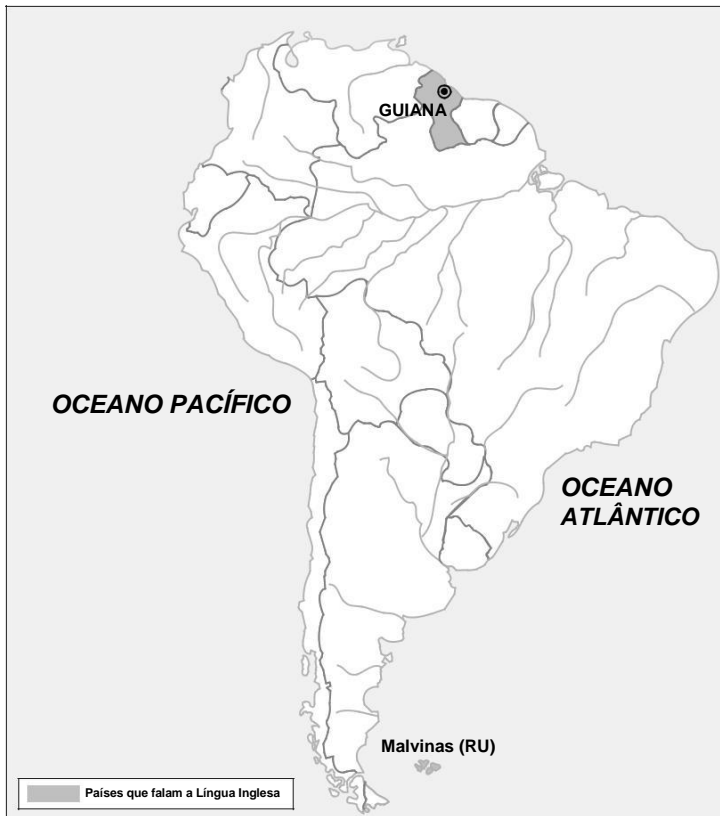 GUIANA
OCEANO PACÍFICO
OCEANO
ATLÂNTICO
Malvinas (RU)
Países que falam a Língua Inglesa